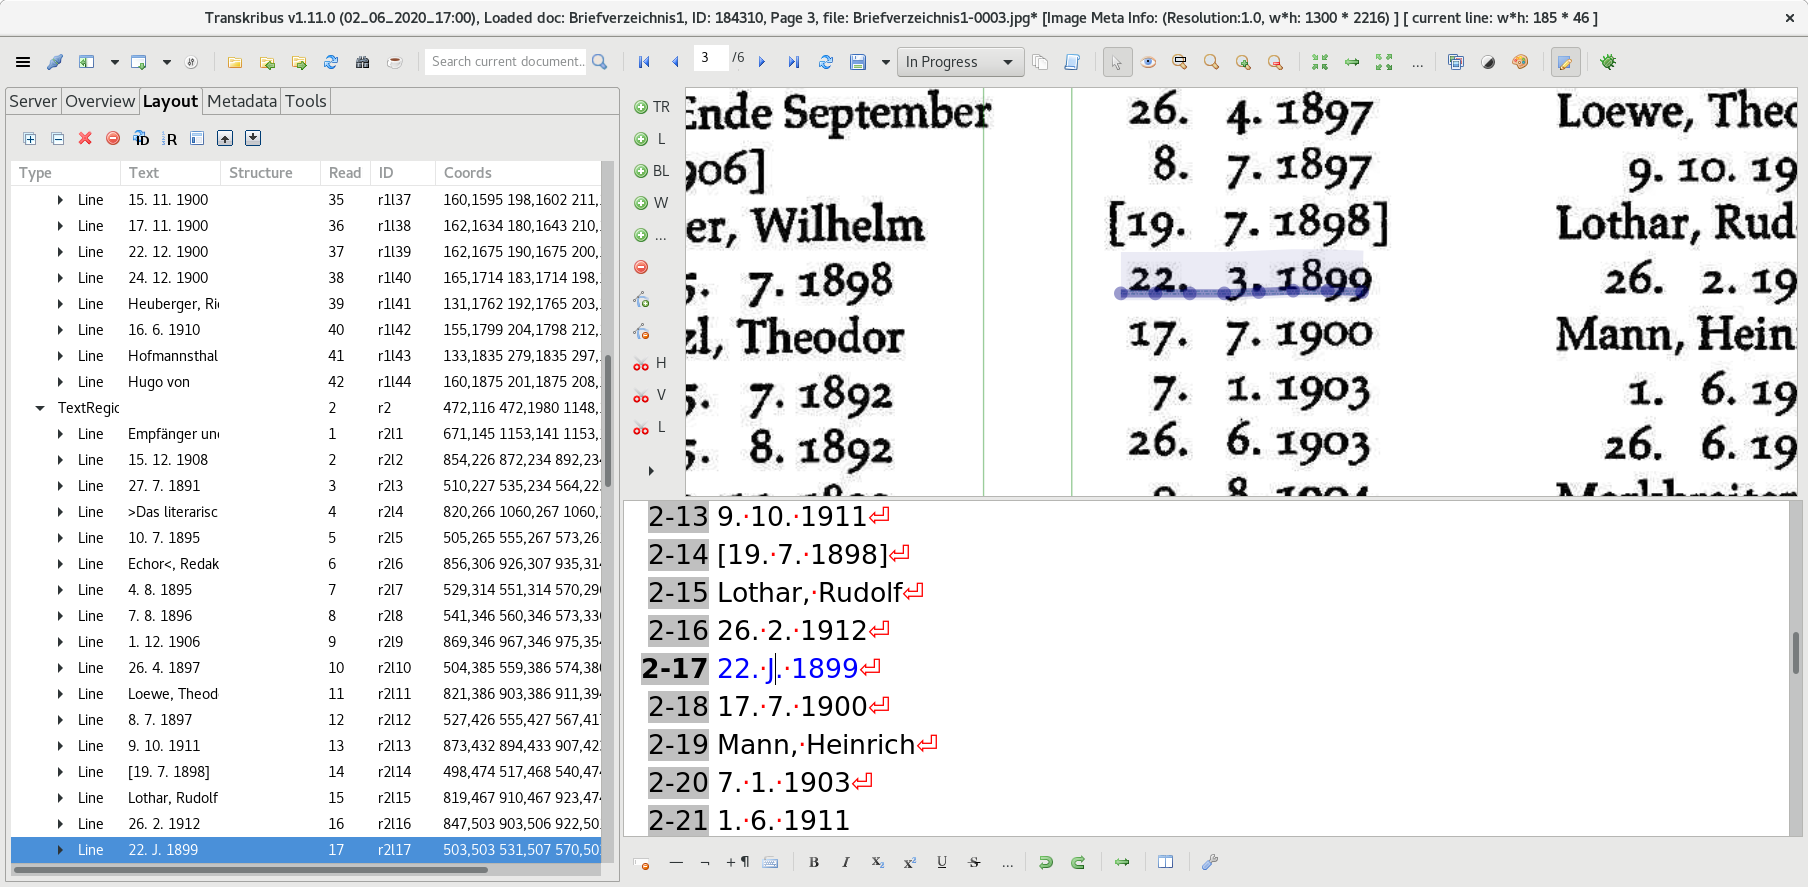 Transkribus v1.11.0 (02_06_2020_17:00), Loaded doc: Briefverzeichnis1, ID: 184310, Page 3, file: Briefverzeichnis1-0003.jpg* [Image Meta Info: (Resolution:1.0, w*h: 1300 * 2216) ] [ current line: w*h: 185 * 46 ]
Search current document...
3 /6
In Progress
Server Overview Layout Metadata Tools
ID R
Type Text Structure Read ID Coords
Line 15. 11. 1900 35 r1l37 160,1595 198,1602 211,
Line 17. 11. 1900 36 r1l38 162,1634 180,1643 210,
Line 22. 12. 1900 37 r1l39 162,1675 190,1675 200,
Line 24. 12. 1900 38 r1l40 165,1714 183,1714 198,
Line Heuberger, Ri 39 r1l41 131,1762 192,1765 203,
Line 16. 6. 1910 40 r1l42 155,1799 204,1798 212,
Line Hofmannsthal 41 r1l43 133,1835 279,1835 297,
Line Hugo von 42 r1l44 160,1875 201,1875 208,
TextRegic 2 r2 472,116 472,1980 1148,
Line Empfänger und 1 r2l1 671,145 1153,141 1153,
Line 15. 12. 1908 2 r2l2 854,226 872,234 892,234
Line 27. 7. 1891 3 r2l3 510,227 535,234 564,22
Line >Das literarisc 4 r2l4 820,266 1060,267 1060,
Line 10. 7. 1895 5 r2l5 505,265 555,267 573,26
Line Echor<, Redak 6 r2l6 856,306 926,307 935,314
Line 4. 8. 1895 7 r2l7 529,314 551,314 570,29
Line 7. 8. 1896 8 r2l8 541,346 560,346 573,33
Line 1. 12. 1906 9 r2l9 869,346 967,346 975,354
Line 26. 4. 1897 10 r2l10 504,385 559,386 574,38
Line Loewe, Theod 11 r2l11 821,386 903,386 911,394
Line 8. 7. 1897 12 r2l12 527,426 555,427 567,417
Line 9. 10. 1911 13 r2l13 873,432 894,433 907,42
Line [19. 7. 1898] 14 r2l14 498,474 517,468 540,474
Line Lothar, Rudolf 15 r2l15 819,467 910,467 923,474
Line 26. 2. 1912 16 r2l16 847,503 903,506 922,50
Line 22. J. 1899 17 r2l17 503,503 531,507 570,50
TR
L
BL
W
...
H
V
L
Ende September
906]
er, Wilhelm
5. 7. 1898
zl, Theodor
5. 7. 1892
5. 8. 1892
26. 4. 1897
8. 7. 1897
[19. 7. 1898]
22. 3. 1899
17. 7. 1900
7. 1. 1903
26. 6. 1903
9. 8. 1904
Loewe, Theo
9. 10. 19
Lothar, Rud
26. 2. 19
Mann, Hein
1. 6. 19
26. 6. 19
2-13 9. 10. 1911
2-14 [19. 7. 1898]
2-15 Lothar, Rudolf
2-16 26. 2. 1912
2-17 22. J. 1899
2-18 17. 7. 1900
2-19 Mann, Heinrich
2-20 7. 1. 1903
2-21 1. 6. 1911
— ¬ + ¶ B I X₂ X² U S ...